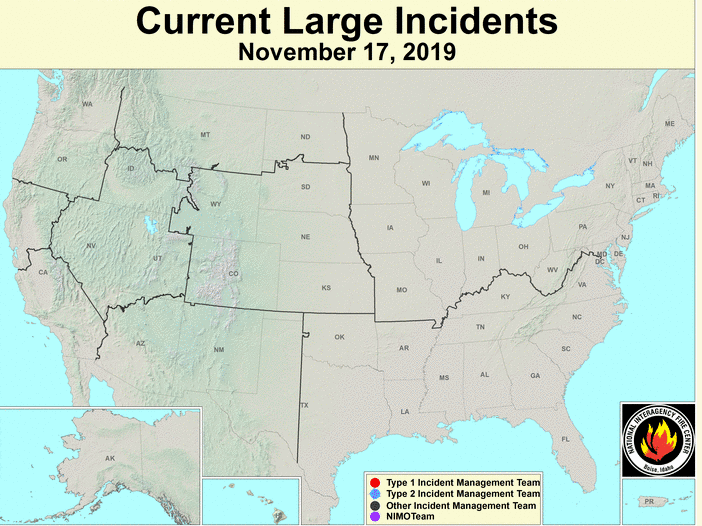 Current Large Incidents
November 17, 2019
WA
MT
ND
MN
ME
OR
ID
SD
WI
MI
VT
NH
NY
MA
CT
RI
WY
NE
IA
PA
NJ
NV
UT
CO
IL
IN
OH
MD
DE
DC
WV
VA
CA
KS
MO
KY
NC
AZ
NM
OK
AR
TN
SC
MS
AL
GA
TX
LA
FL
AK
PR
NATIONAL INTERAGENCY FIRE CENTER
Boise, Idaho
Type 1 Incident Management Team
Type 2 Incident Management Team
Other Incident Management Team
NIMOTeam